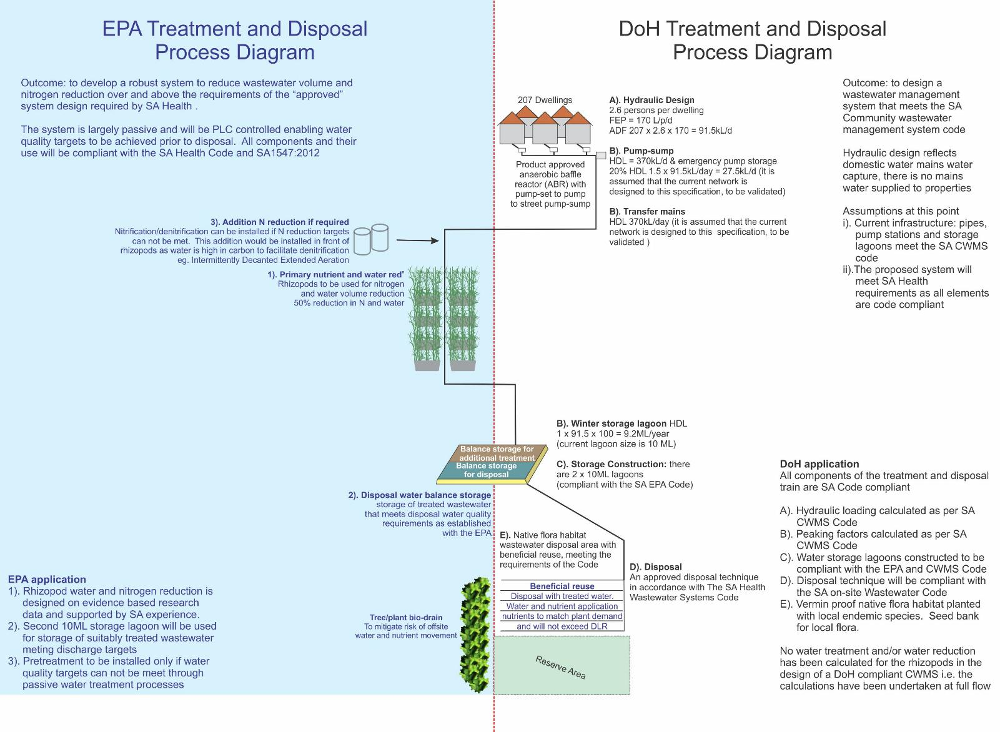 EPA Treatment and Disposal
Process Diagram
Outcome: to develop a robust system to reduce wastewater volume and
nitrogen reduction over and above the requirements of the “approved”
system design required by SA Health .
The system is largely passive and will be PLC controlled enabling water
quality targets to be achieved prior to disposal.  All components and their
use will be compliant with the SA Health Code and SA1547:2012
3). Addition N reduction if required
Nitrification/denitrification can be installed if N reduction targets
can not be met.  This addition would be installed in front of
rhizopods as water is high in carbon to facilitate denitrification
eg. Intermittently Decanted Extended Aeration
1). Primary nutrient and water redⁿ
Rhizopods to be used for nitrogen
and water volume reduction
50% reduction in N and water
2). Disposal water balance storage
storage of treated wastewater
that meets disposal water quality
requirements as established
with the EPA
EPA application
1). Rhizopod water and nitrogen reduction is
designed on evidence based research
data and supported by SA experience.
2). Second 10ML storage lagoon will be used
for storage of suitably treated wastewater
meting discharge targets
3). Pretreatment to be installed only if water
quality targets can not be meet through
passive water treatment processes
Tree/plant bio-drain
To mitigate risk of offsite
water and nutrient movement
DoH Treatment and Disposal
Process Diagram
207 Dwellings
Product approved
anaerobic baffle
reactor (ABR) with
pump-set to pump
to street pump-sump
A). Hydraulic Design
2.6 persons per dwelling
FEP = 170 L/p/d
ADF 207 x 2.6 x 170 = 91.5kL/d
B). Pump-sump
HDL = 370kL/d & emergency pump storage
20% HDL 1.5 x 91.5kL/day = 27.5kL/d (it is
assumed that the current network is
designed to this specification, to be validated)
B). Transfer mains
HDL 370kL/day (it is assumed that the current
network is designed to this  specification, to be
validated )
Outcome: to design a
wastewater management
system that meets the SA
Community wastewater
management system code
Hydraulic design reflects
domestic water mains water
capture, there is no mains
water supplied to properties
Assumptions at this point
i). Current infrastructure: pipes,
pump stations and storage
lagoons meet the SA CWMS
code
ii).The proposed system will
meet SA Health
requirements as all elements
are code compliant
B). Winter storage lagoon HDL
1 x 91.5 x 100 = 9.2ML/year
(current lagoon size is 10 ML)
C). Storage Construction: there
are 2 x 10ML lagoons
(compliant with the SA EPA Code)
Balance storage for
additional treatment
Balance storage
for disposal
E). Native flora habitat
wastewater disposal area with
beneficial reuse, meeting the
requirements of the Code
D). Disposal
An approved disposal technique
in accordance with The SA Health
Wastewater Systems Code
Beneficial reuse
Disposal with treated water.
Water and nutrient application
nutrients to match plant demand
and will not exceed DLR
Reserve Area
DoH application
All components of the treatment and disposal
train are SA Code compliant
A). Hydraulic loading calculated as per SA
CWMS Code
B). Peaking factors calculated as per SA
CWMS Code
C). Water storage lagoons constructed to be
compliant with the EPA and CWMS Code
D). Disposal technique will be compliant with
the SA on-site Wastewater Code
E). Vermin proof native flora habitat planted
with local endemic species.  Seed bank
for local flora.
No water treatment and/or water reduction
has been calculated for the rhizopods in the
design of a DoH compliant CWMS i.e. the
calculations have been undertaken at full flow